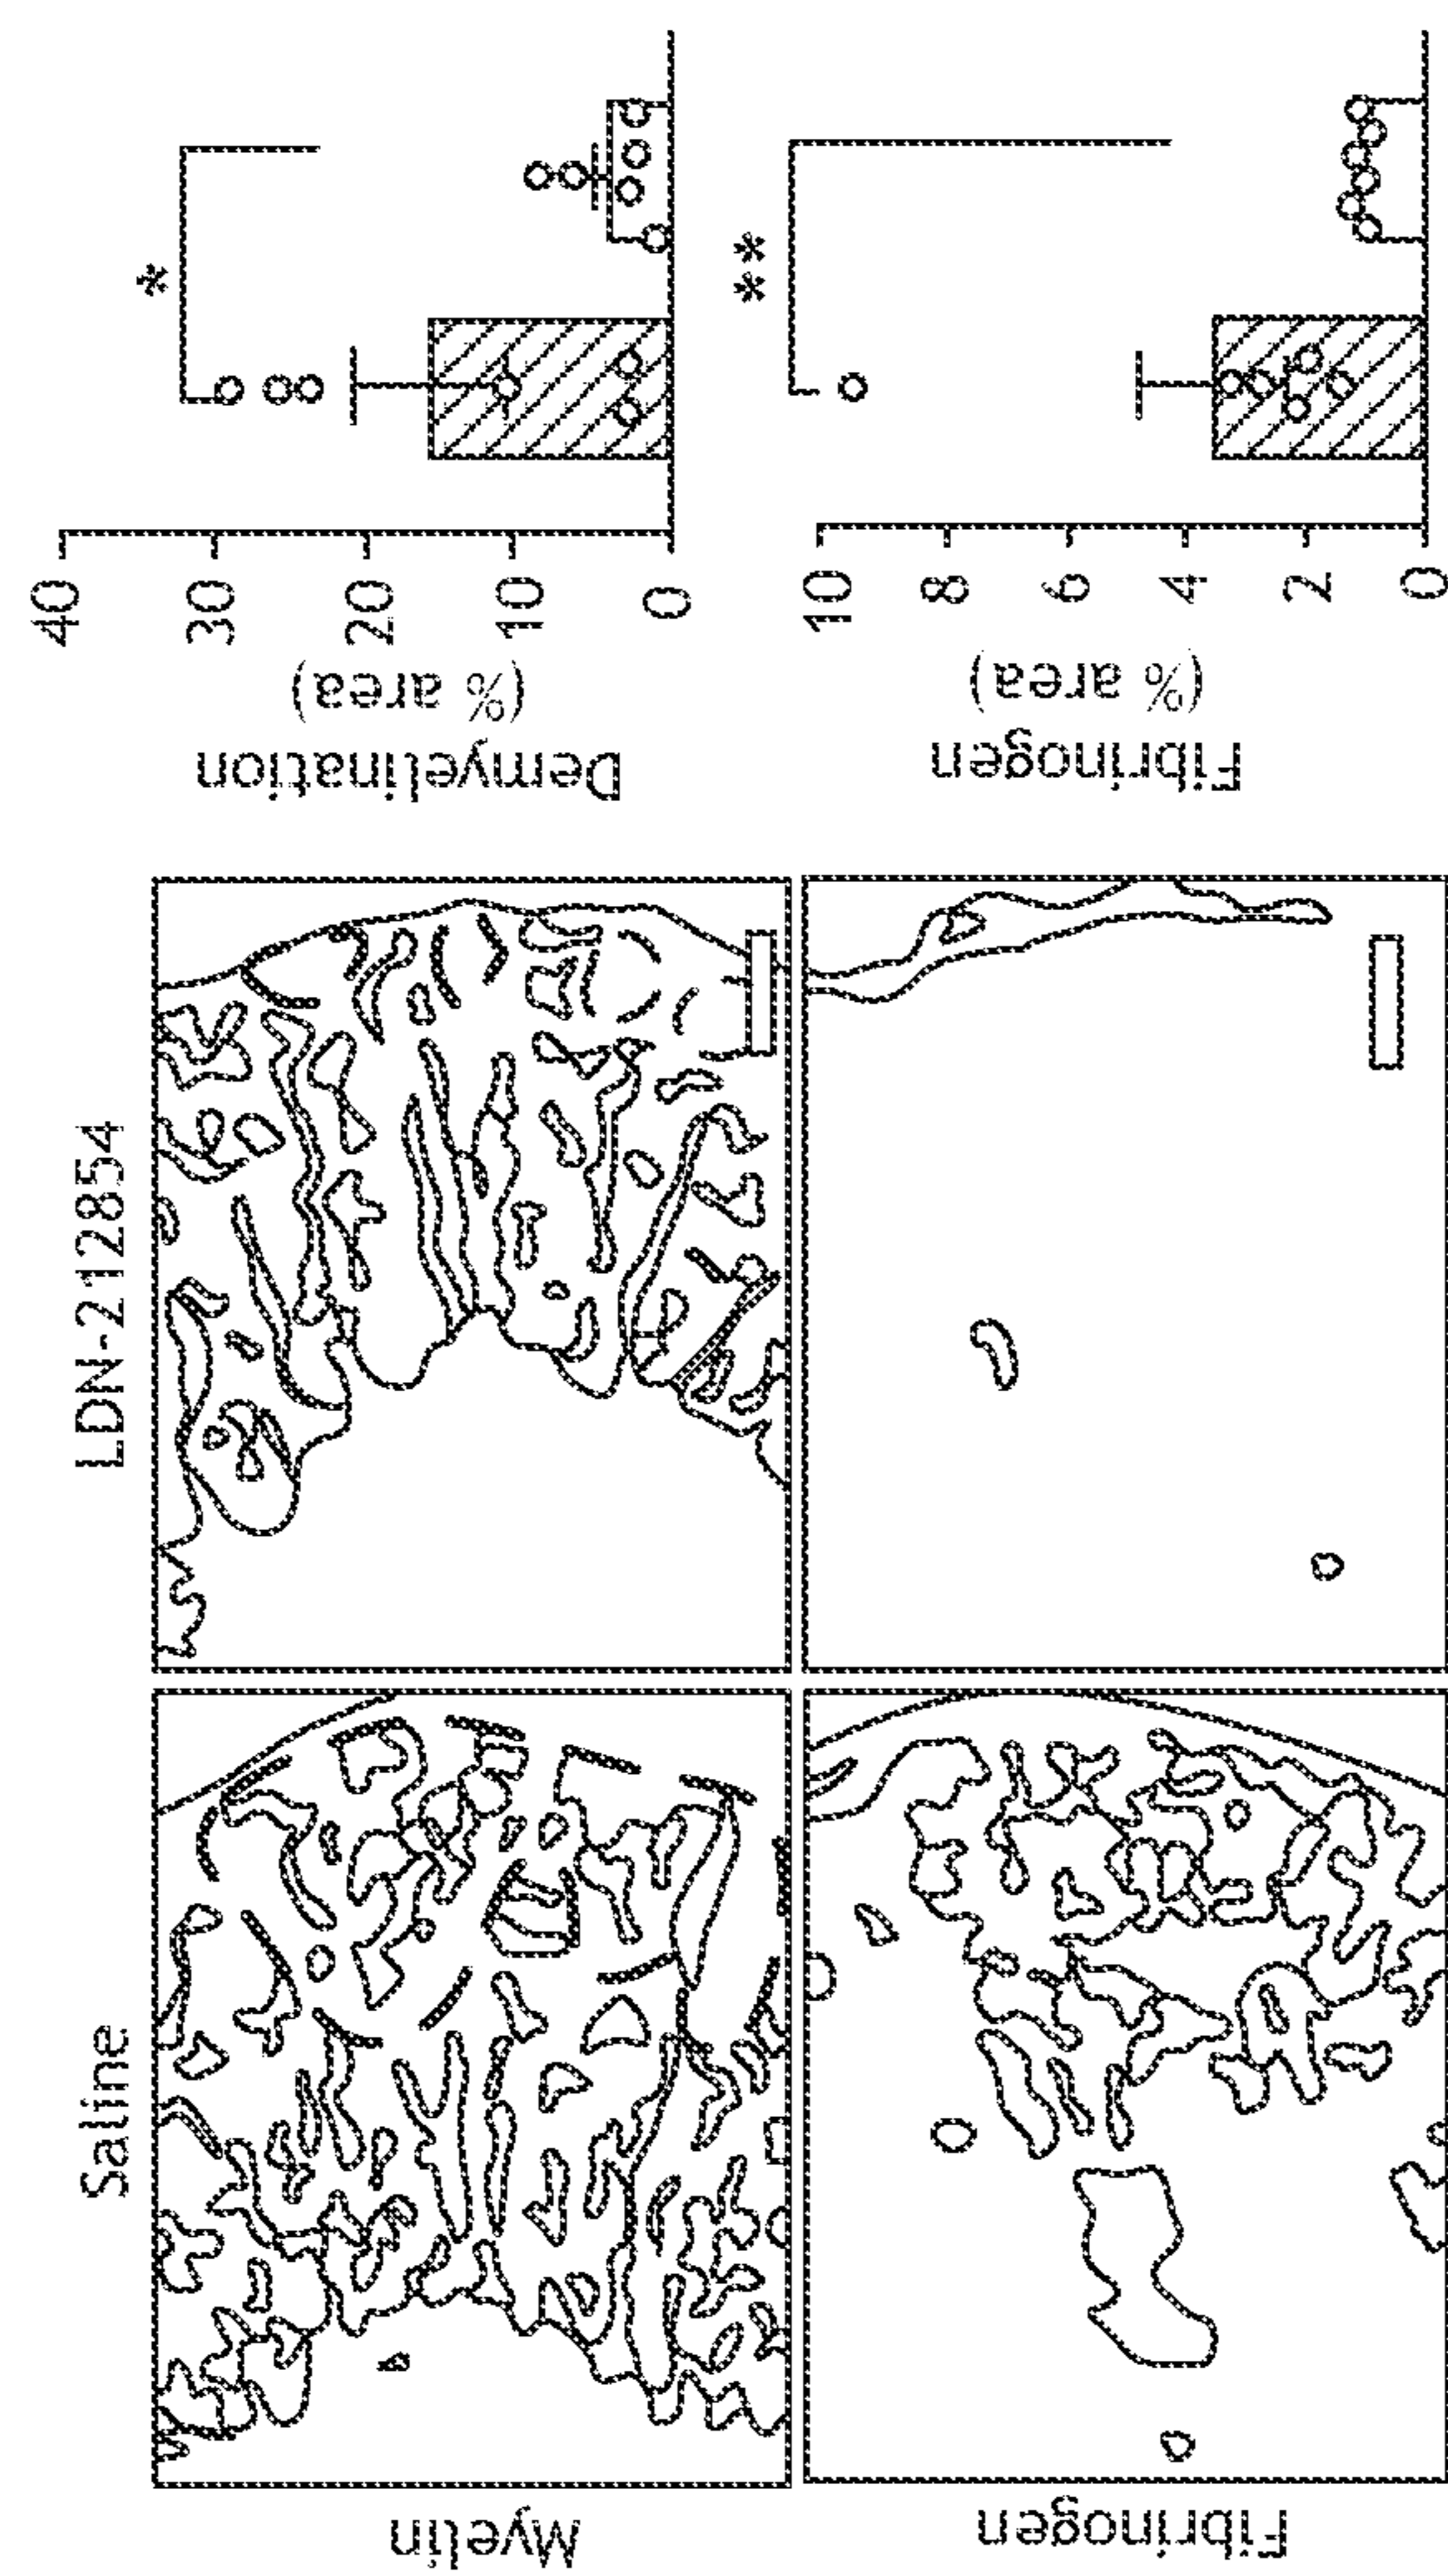 Saline
LDN-212854
Myelin
Fibrinogen
Demyelination
(% area)
40
30
20
10
0
*
Fibrinogen
(% area)
10
8
6
4
2
0
**